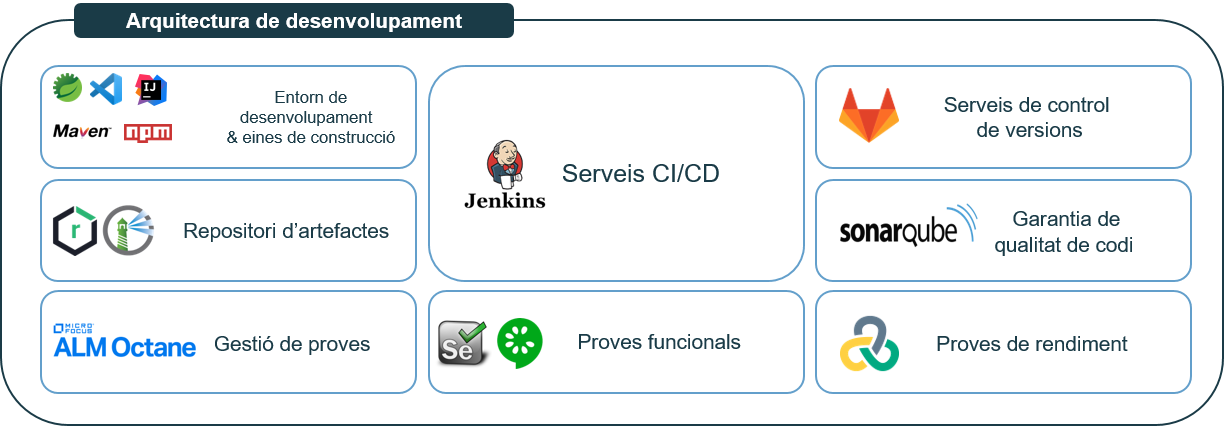 Arquitectura de desenvolupament
IJ
Maven
npm
Entorn de
desenvolupament
& eines de construcció
Jenkins
Serveis CI/CD
Serveis de control
de versions
r
Repositori d’artefactes
sonarqube
Garantia de
qualitat de codi
MICRO
FOCUS
ALM Octane
Gestió de proves
Se
Proves funcionals
Proves de rendiment